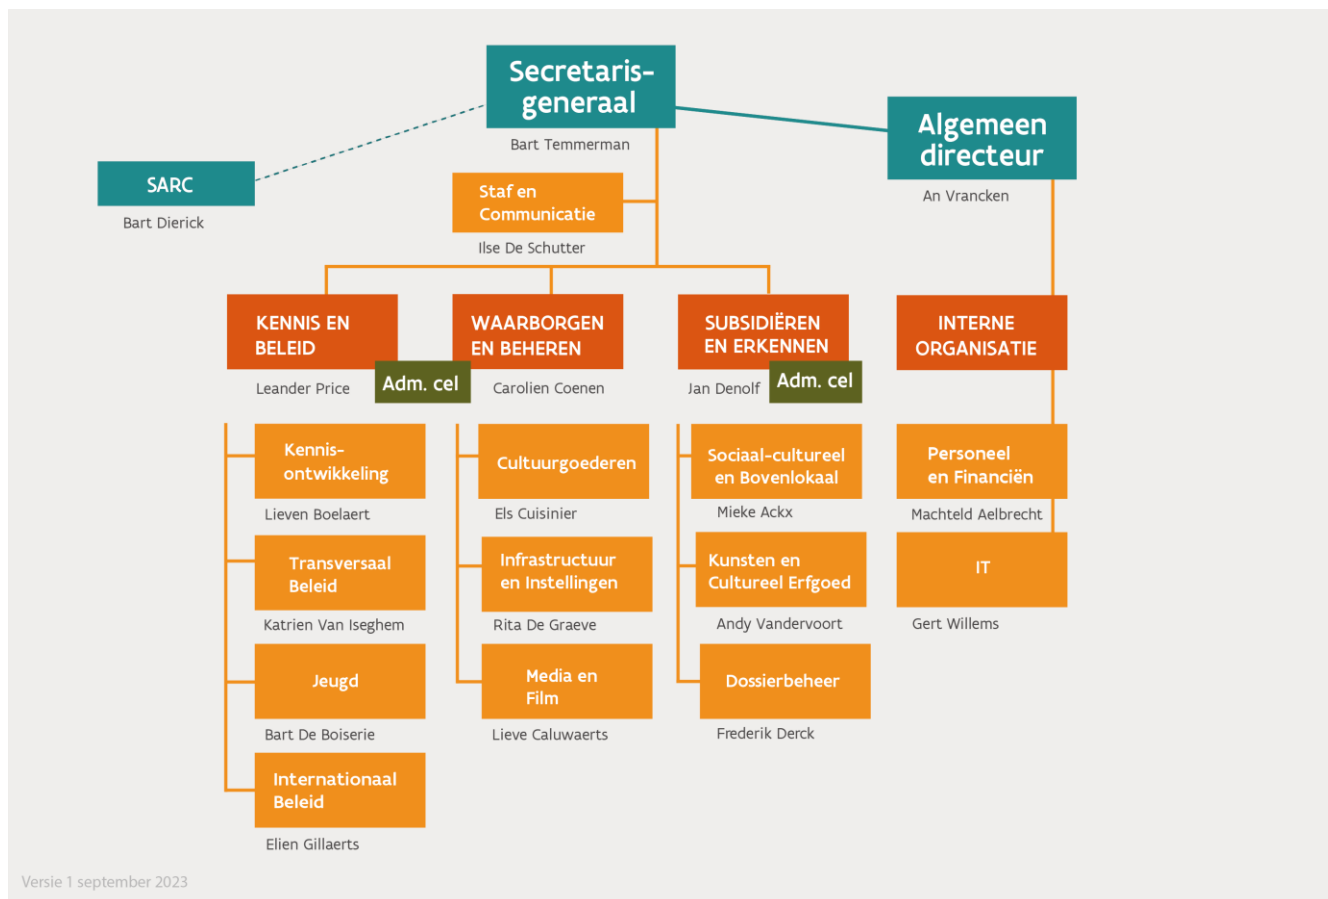 Secretaris-
generaal
Bart Temmerman
Algemeen
directeur
An Vrancken
SARC
Bart Dierick
Staf en
Communicatie
Ilse De Schutter
KENNIS EN
BELEID
Leander Price
Adm. cel
WAARBORGEN
EN BEHEREN
Carolien Coenen
SUBSIDIËREN
EN ERKENNEN
Jan Denolf
Adm. cel
INTERNE
ORGANISATIE
Kennis-
ontwikkeling
Lieven Boelaert
Transversaal
Beleid
Katrien Van Iseghem
Jeugd
Bart De Boiserie
Internationaal
Beleid
Elien Gillaerts
Cultuurgoederen
Els Cuisinier
Infrastructuur
en Instellingen
Rita De Graeve
Media en
Film
Lieve Caluwaerts
Sociaal-cultureel
en Bovenlokaal
Mieke Ackx
Kunsten en
Cultureel Erfgoed
Andy Vandervoort
Dossierbeheer
Frederik Derck
Personeel
en Financiën
Machteld Aelbrecht
IT
Gert Willems
Versie 1 september 2023